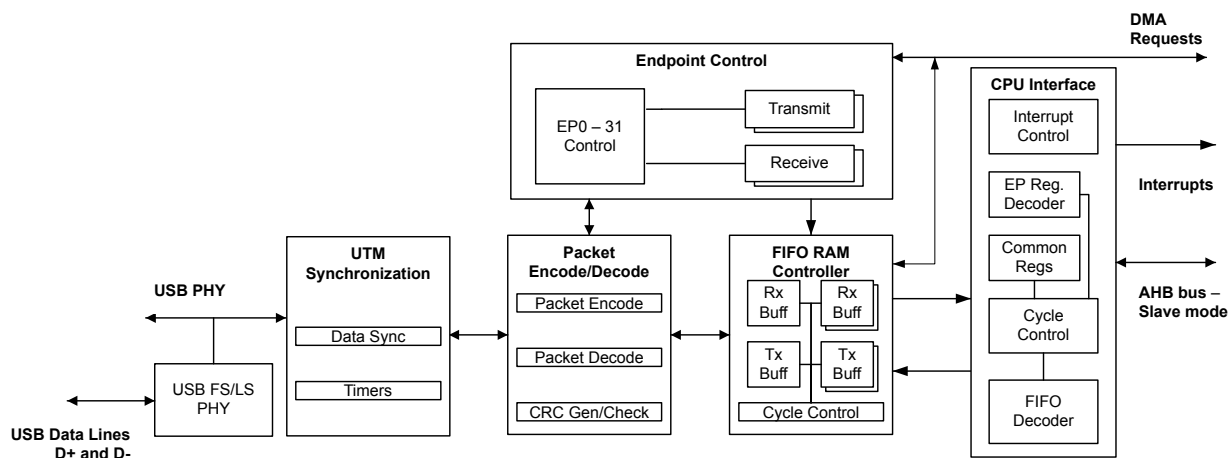 DMA
Requests
Endpoint Control
EP0 – 31
Control
Transmit
Receive
CPU Interface
Interrupt
Control
Interrupts
EP Reg.
Decoder
Common
Regs
Cycle
Control
FIFO
Decoder
AHB bus –
Slave mode
UTM
Synchronization
Data Sync
Timers
Packet
Encode/Decode
Packet Encode
Packet Decode
CRC Gen/Check
FIFO RAM
Controller
Rx
Buff
Rx
Buff
Tx
Buff
Tx
Buff
Cycle Control
USB PHY
USB FS/LS
PHY
USB Data Lines
D+ and D-